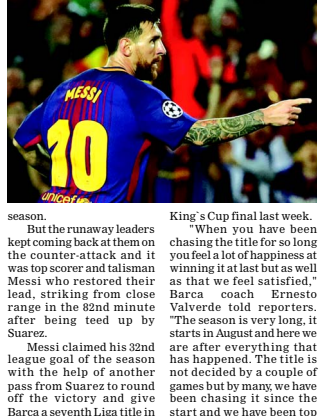 MESSI
10
unicef
season.
But the runaway leaders
kept coming back at them on
the counter-attack and it
was top scorer and talisman
Messi who restored their
lead, striking from close
range in the 82nd minute
after being teed up by
Suarez.
Messi claimed his 32nd
league goal of the season
with the help of another
pass from Suarez to round
off the victory and give
Barca a seventh Liga title in
King`s Cup final last week.
"When you have been
chasing the title for so long
you feel a lot of happiness at
winning it at last but as well
as that we feel satisfied,"
Barca coach Ernesto
Valverde told reporters.
"The season is very long, it
starts in August and here we
are after everything that
has happened. The title is
not decided by a couple of
games but by many, we have
been chasing it since the
start and we have been top